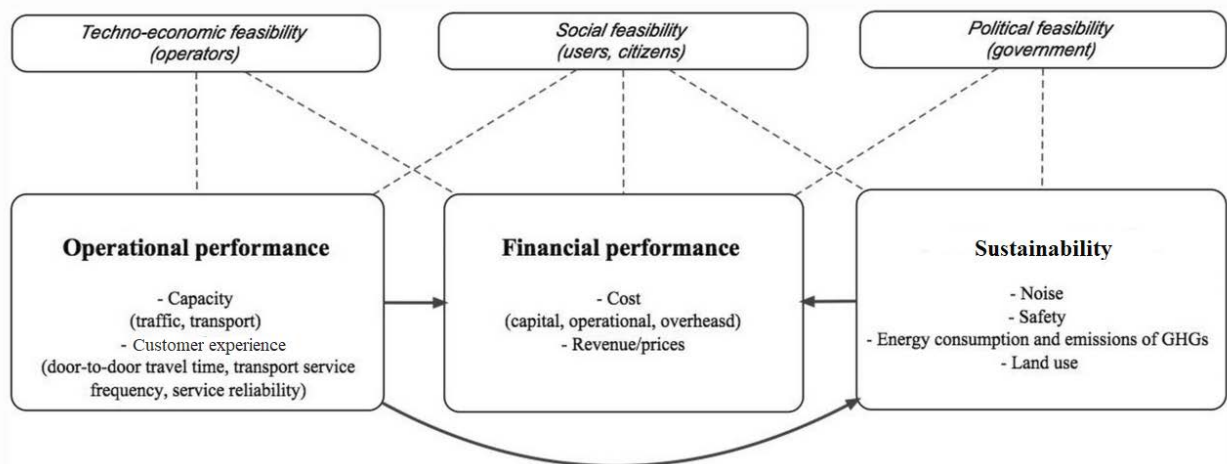 Techno-economic feasibility
(operators)
Social feasibility
(users, citizens)
Political feasibility
(government)
Operational performance
- Capacity
(traffic, transport)
- Customer experience
(door-to-door travel time, transport service
frequency, service reliability)
Financial performance
- Cost
(capital, operational, overheasd)
- Revenue/prices
Sustainability
- Noise
- Safety
- Energy consumption and emissions of GHGs
- Land use